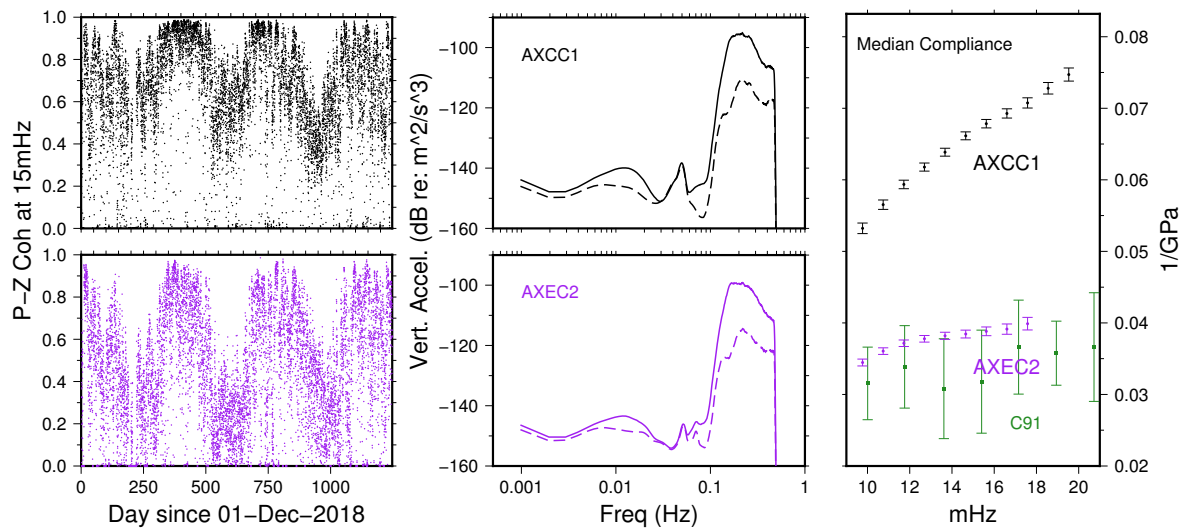 P−Z Coh at 15mHz
1.0
0.8
0.6
0.4
0.2
0.0
1.0
0.8
0.6
0.4
0.2
0.0
0 250 500 750 1000
Day since 01−Dec−2018
Vert. Accel. (dB re: m^2/s^3)
−100
−120
−140
−160
AXCC1
−100
−120
−140
−160
AXEC2
0.001 0.01 0.1 1
Freq (Hz)
Median Compliance
AXCC1
AXEC2
C91
0.08
0.07
0.06
0.05
0.04
0.03
0.02
1/GPa
10 12 14 16 18 20
mHz